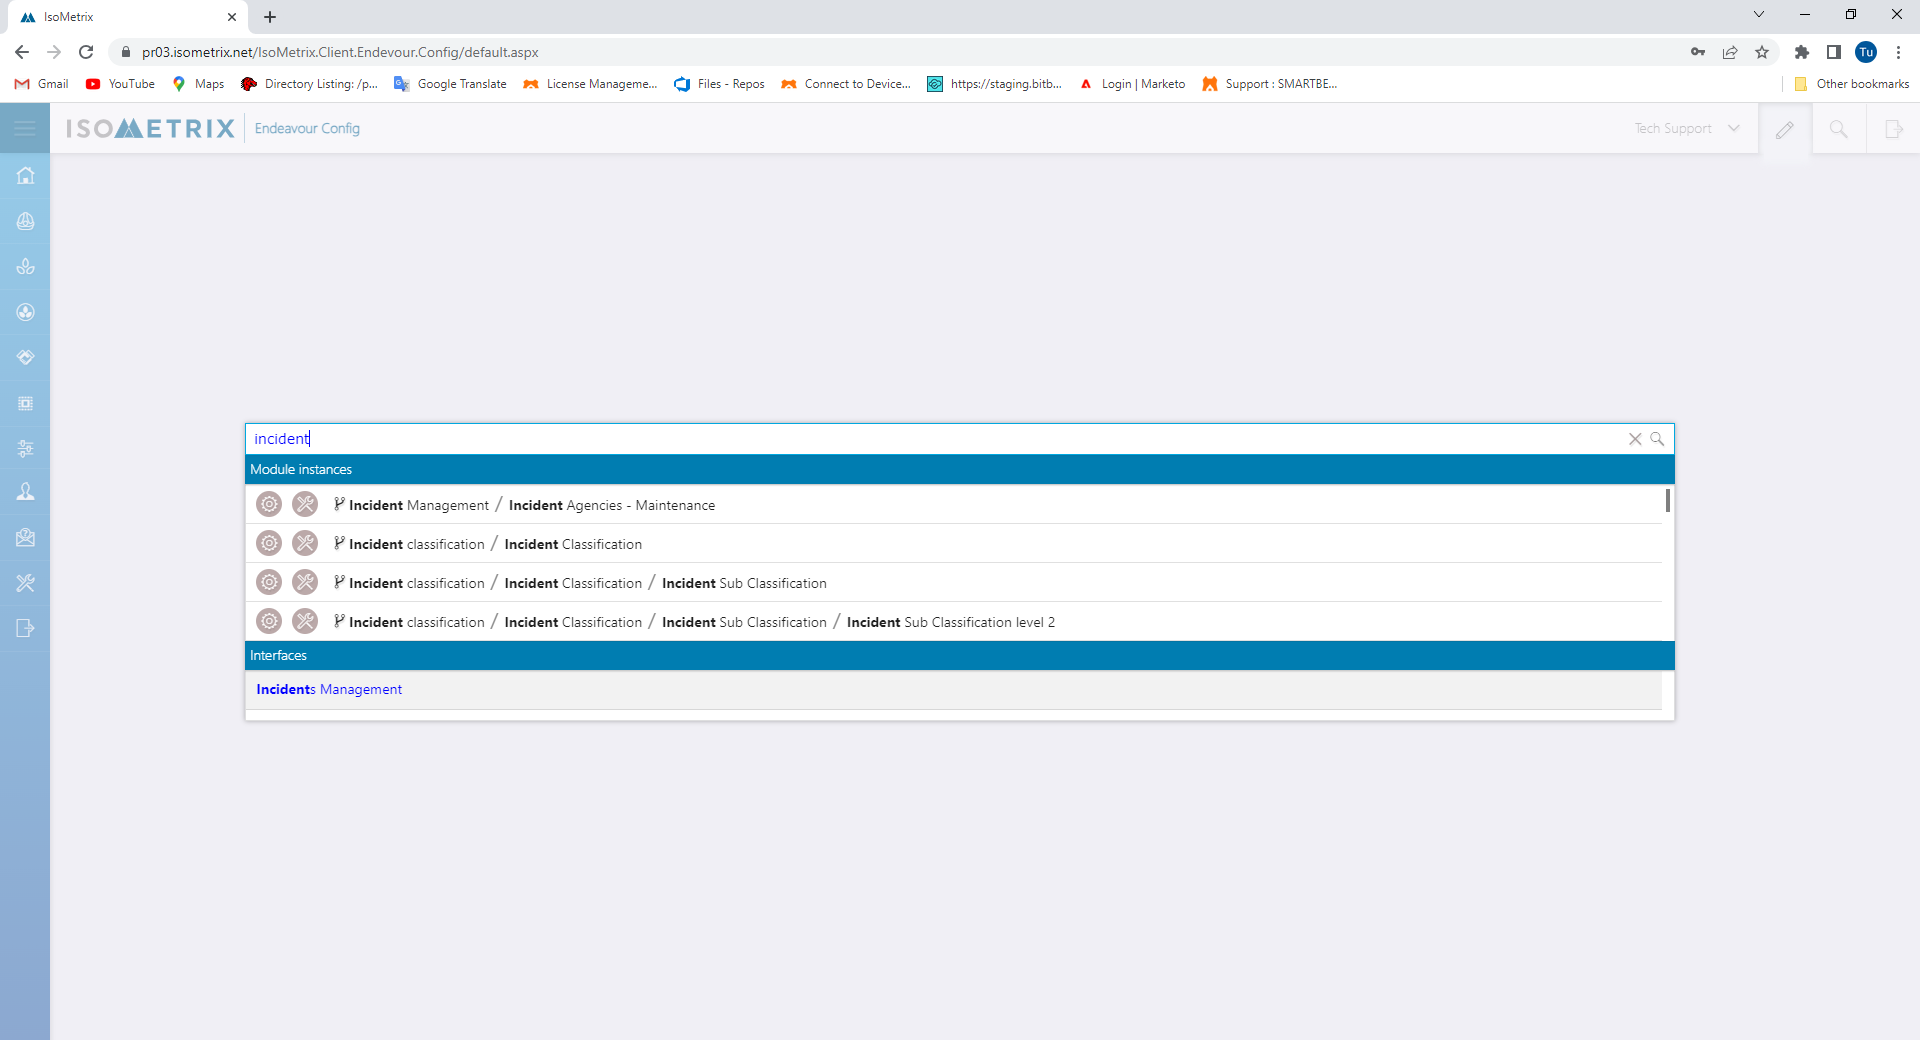 IsoMetrix
pr03.isometrix.net/IsoMetrix.Client.Endevour.Config/default.aspx
Tu
Gmail YouTube Maps Directory Listing: /p... Google Translate License Manageme... Files - Repos Connect to Device... https://staging.bitb... Login | Marketo Support : SMARTBE... Other bookmarks
ISOMETRIX Endeavour Config Tech Support
incident
Module instances
Incident Management / Incident Agencies - Maintenance
Incident classification / Incident Classification
Incident classification / Incident Classification / Incident Sub Classification
Incident classification / Incident Classification / Incident Sub Classification / Incident Sub Classification level 2
Interfaces
Incidents Management